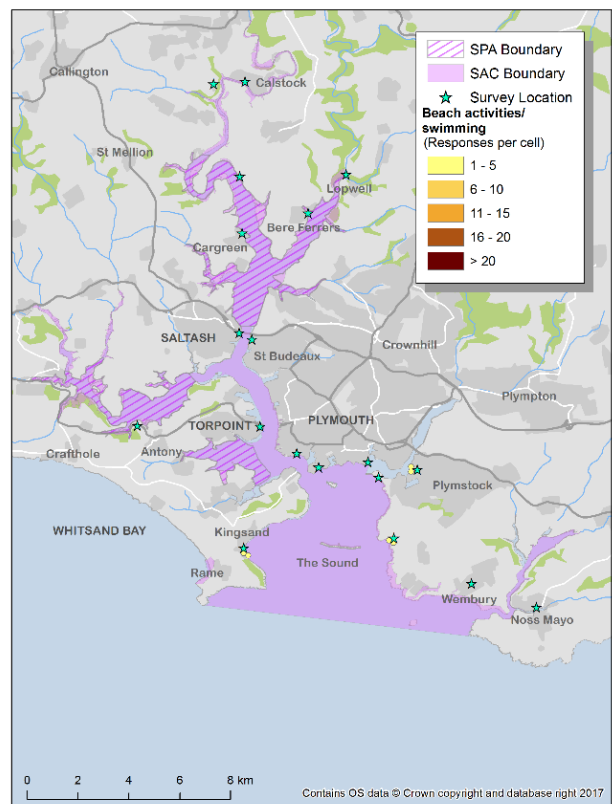 SPA Boundary
SAC Boundary
Survey Location
Beach activities/
swimming
(Responses per cell)
1 - 5
6 - 10
11 - 15
16 - 20
> 20
Callington
Calstock
St Mellion
Lopwell
Bere Ferrers
Cargreen
SALTASH
St Budeaux
Crownhill
Plympton
TORPOINT
PLYMOUTH
Crafthole
Antony
Plymstock
WHITSAND BAY
Kingsand
The Sound
Rame
Wembury
Noss Mayo
0 2 4 8 km
Contains OS data © Crown copyright and database right 2017